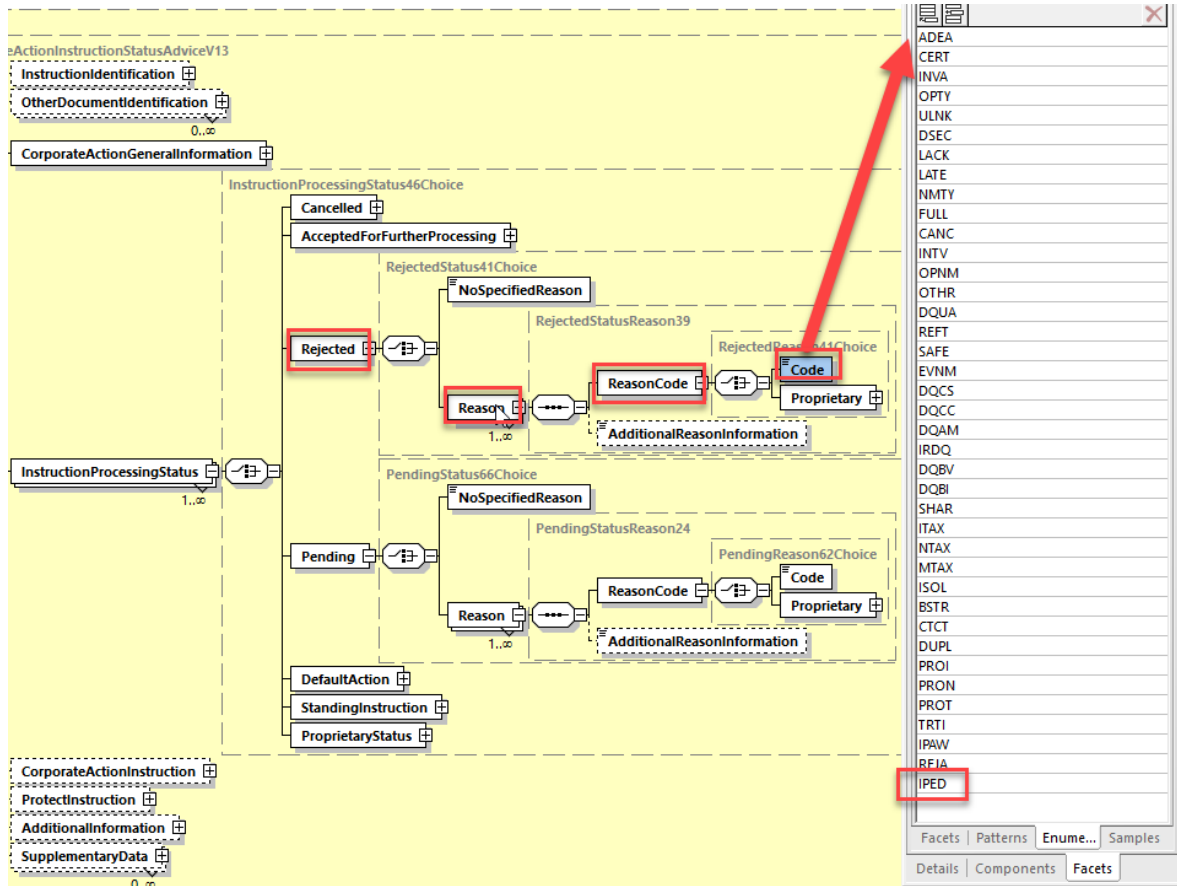 eActionInstructionStatusAdviceV13
InstructionIdentification
OtherDocumentIdentification
0..∞
CorporateActionGeneralInformation
InstructionProcessingStatus46Choice
Cancelled
AcceptedForFurtherProcessing
RejectedStatus41Choice
NoSpecifiedReason
RejectedStatusReason39
Rejected
RejectedReason41Choice
Code
ReasonCode
Proprietary
Reason
1..∞
AdditionalReasonInformation
InstructionProcessingStatus
1..∞
PendingStatus66Choice
NoSpecifiedReason
PendingStatusReason24
Pending
PendingReason62Choice
Code
ReasonCode
Proprietary
Reason
1..∞
AdditionalReasonInformation
DefaultAction
StandingInstruction
ProprietaryStatus
CorporateActionInstruction
ProtectInstruction
AdditionalInformation
SupplementaryData
0..∞
ADEA
CERT
INVA
OPTY
ULNK
DSEC
LACK
LATE
NMTY
FULL
CANC
INTV
OPNM
OTHR
DQUA
REFT
SAFE
EVNM
DQCS
DQCC
DQAM
IRDQ
DQBV
DQBI
SHAR
ITAX
NTAX
MTAX
ISOL
BSTR
CTCT
DUPL
PROI
PRON
PROT
TRTI
IPAW
REJA
IPED
Facets Patterns Enume... Samples
Details Components Facets